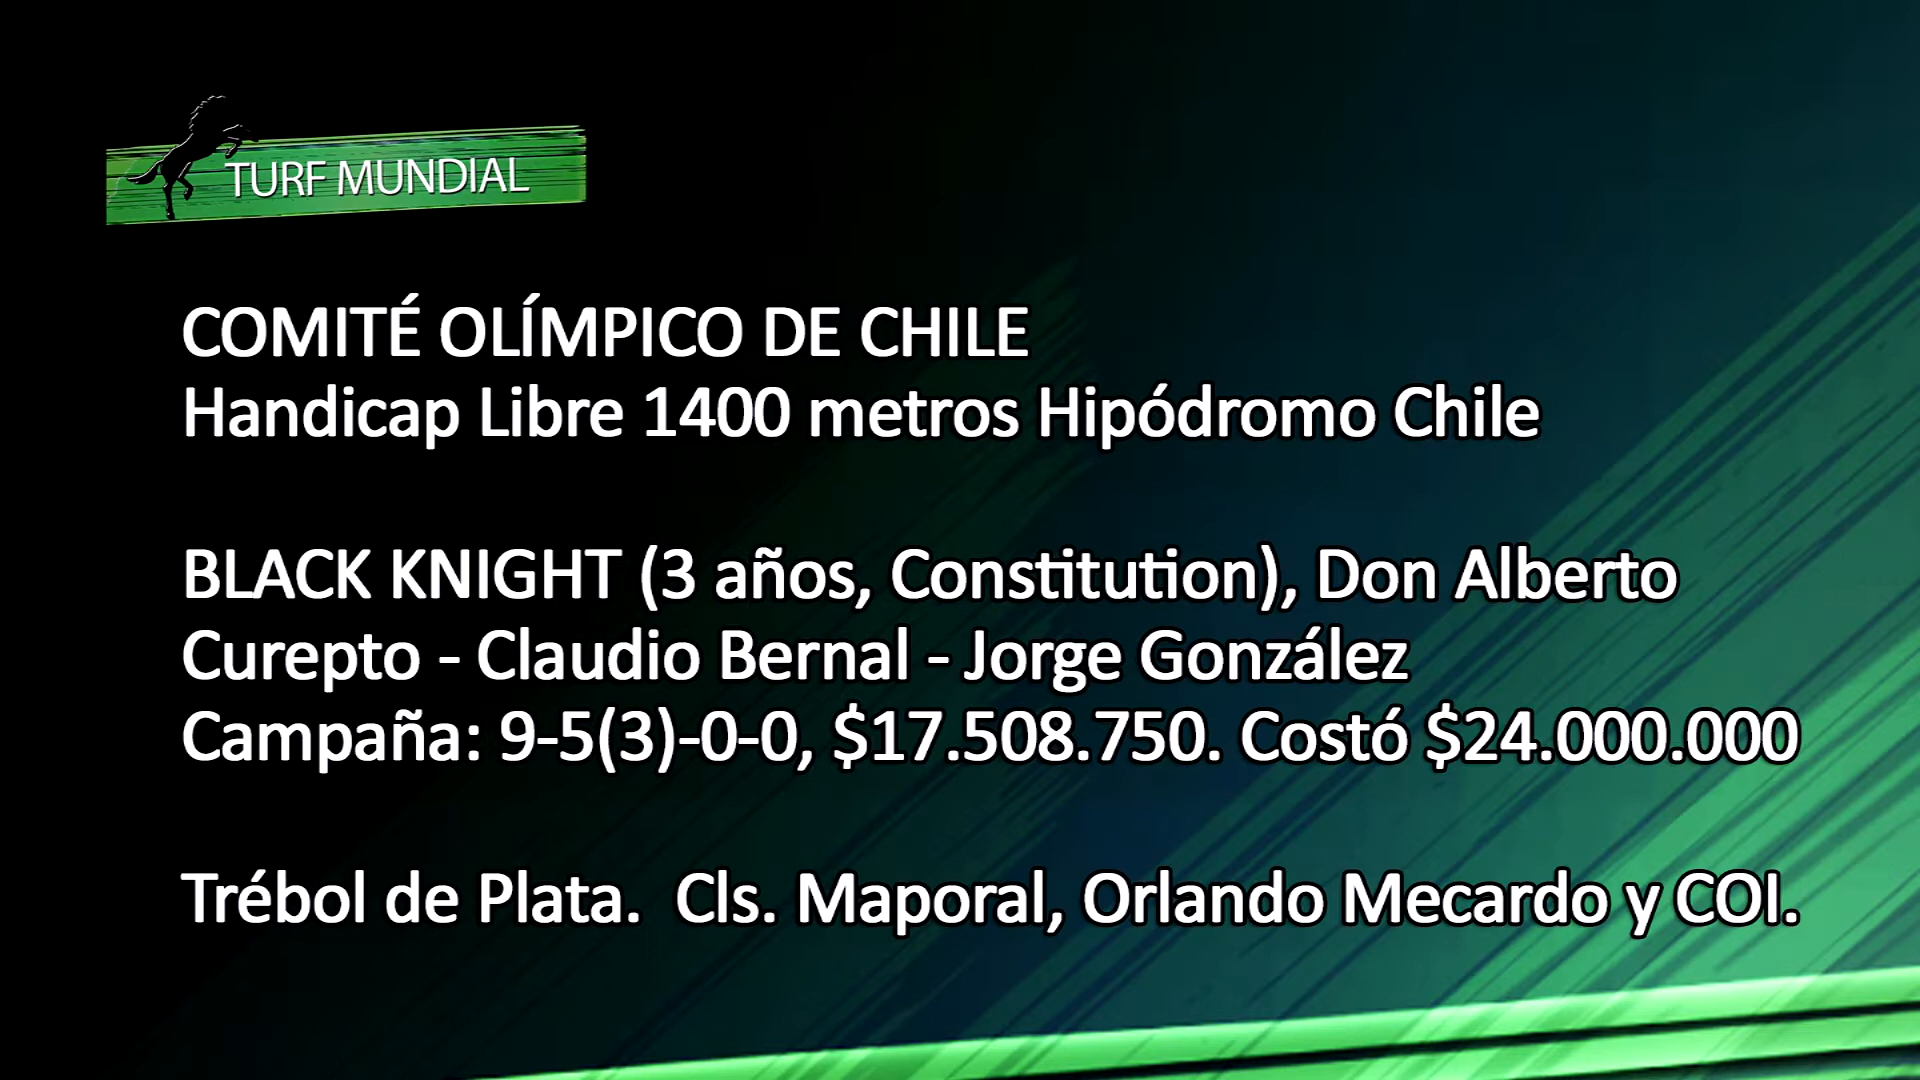 TURF MUNDIAL
COMITÉ OLÍMPICO DE CHILE
Handicap Libre 1400 metros Hipódromo Chile
BLACK KNIGHT (3 años, Constitution), Don Alberto
Curepto - Claudio Bernal - Jorge González
Campaña: 9-5(3)-0-0, $17.508.750. Costó $24.000.000
Trébol de Plata.  Cls. Maporal, Orlando Mecardo y COI.